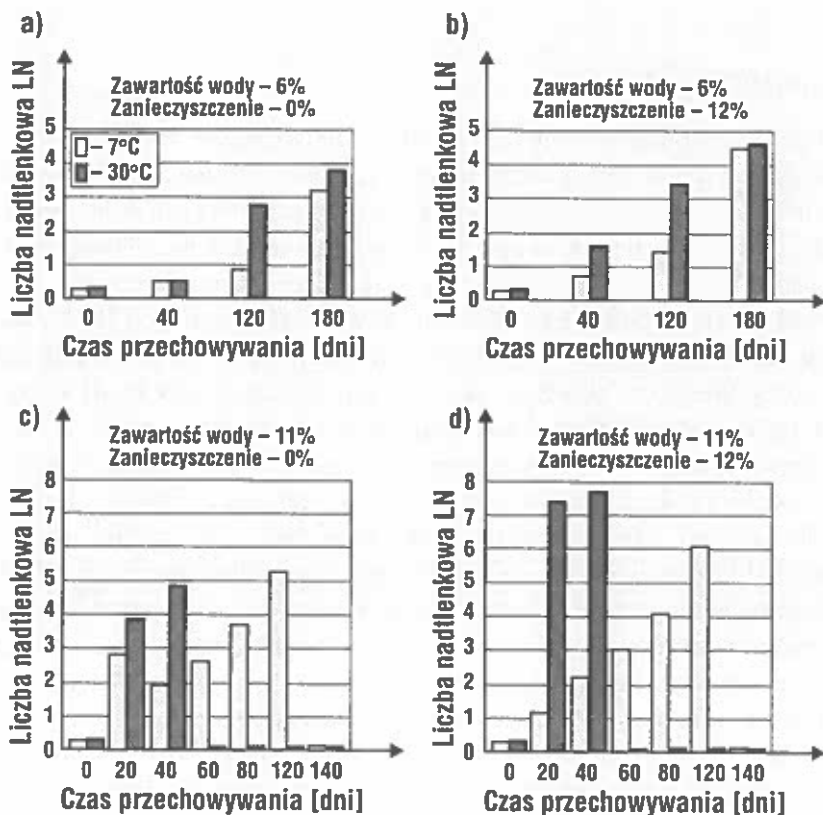 a)
Zawartość wody – 6%
Zanieczyszczenie – 0%
Liczba nadtlenkowa LN
5
4
3
2
1
0
– 7°C
– 30°C
0 40 120 180
Czas przechowywania [dni]
b)
Zawartość wody – 6%
Zanieczyszczenie – 12%
Liczba nadtlenkowa LN
5
4
3
2
1
0
0 40 120 180
Czas przechowywania [dni]
c)
Zawartość wody – 11%
Zanieczyszczenie – 0%
Liczba nadtlenkowa LN
8
7
6
5
4
3
2
1
0
0 20 40 60 80 120 140
Czas przechowywania [dni]
d)
Zawartość wody – 11%
Zanieczyszczenie – 12%
Liczba nadtlenkowa LN
8
7
6
5
4
3
2
1
0
0 20 40 60 80 120 140
Czas przechowywania [dni]